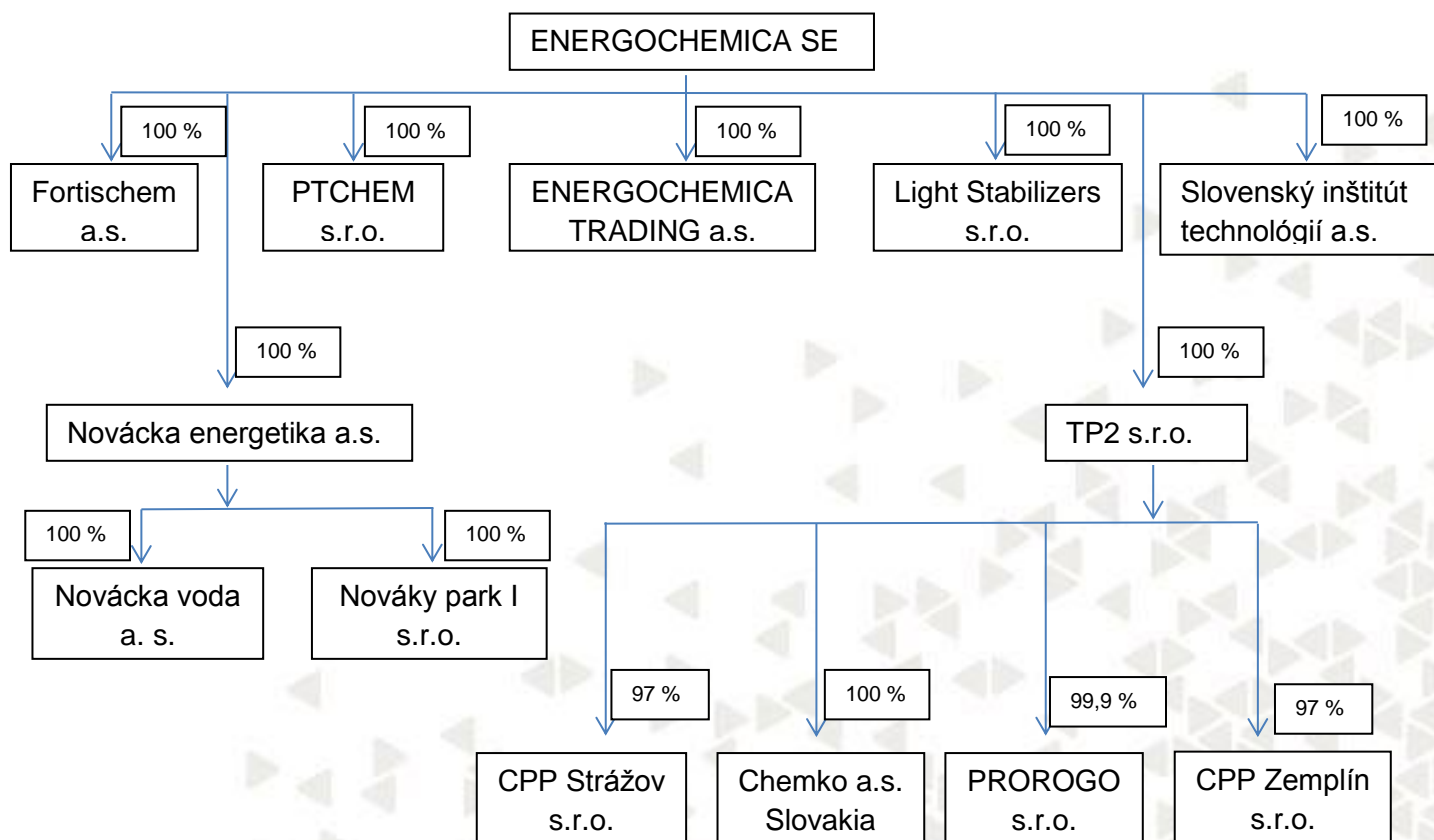 ENERGOCHEMICA SE
100 %
100 %
100 %
100 %
100 %
Fortischem
a.s.
PTCHEM
s.r.o.
ENERGOCHEMICA
TRADING a.s.
Light Stabilizers
s.r.o.
Slovenský inštitút
technológií a.s.
100 %
100 %
Novácka energetika a.s.
TP2 s.r.o.
100 %
100 %
Novácka voda
a. s.
Nováky park I
s.r.o.
97 %
100 %
99,9 %
97 %
CPP Strážov
s.r.o.
Chemko a.s.
Slovakia
PROROGO
s.r.o.
CPP Zemplín
s.r.o.